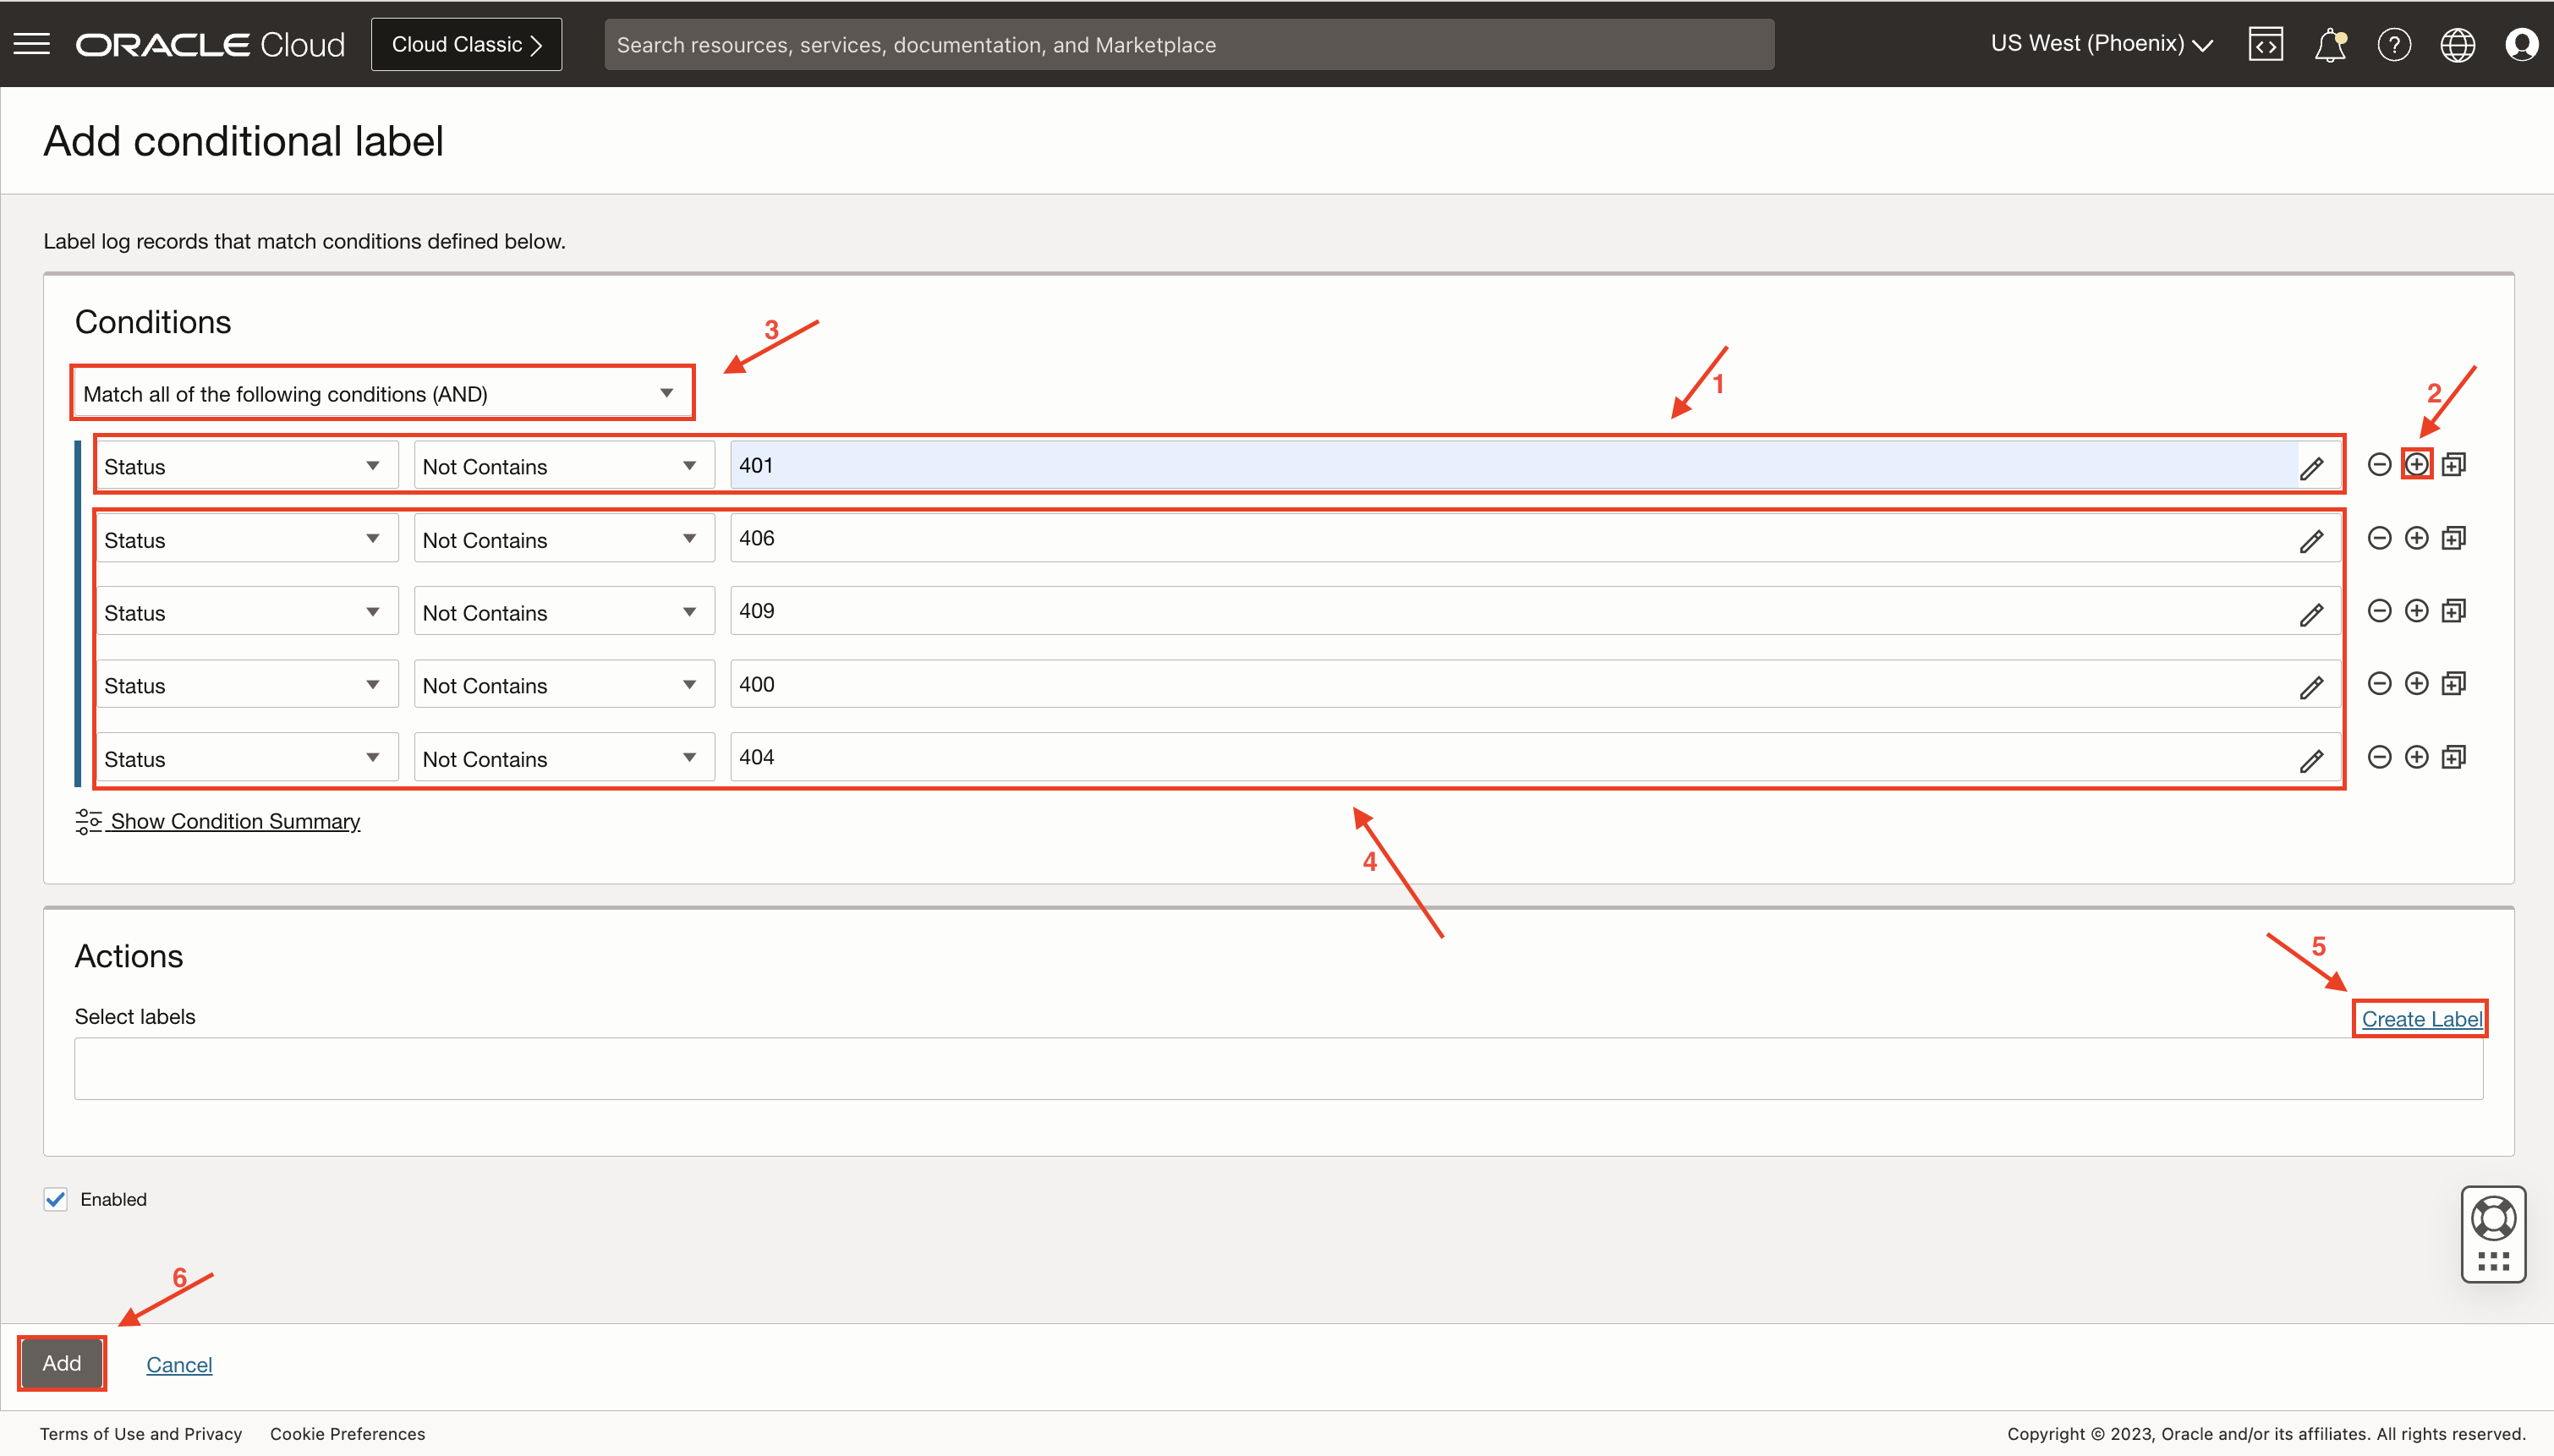 ORACLE Cloud
Cloud Classic
Search resources, services, documentation, and Marketplace
US West (Phoenix)
Add conditional label
Label log records that match conditions defined below.
Conditions
3
1
2
Match all of the following conditions (AND)
Status Not Contains 401
Status Not Contains 406
Status Not Contains 409
Status Not Contains 400
Status Not Contains 404
Show Condition Summary
4
Actions
5
Select labels
Create Label
Enabled
6
Add
Cancel
Terms of Use and Privacy
Cookie Preferences
Copyright © 2023, Oracle and/or its affiliates. All rights reserved.